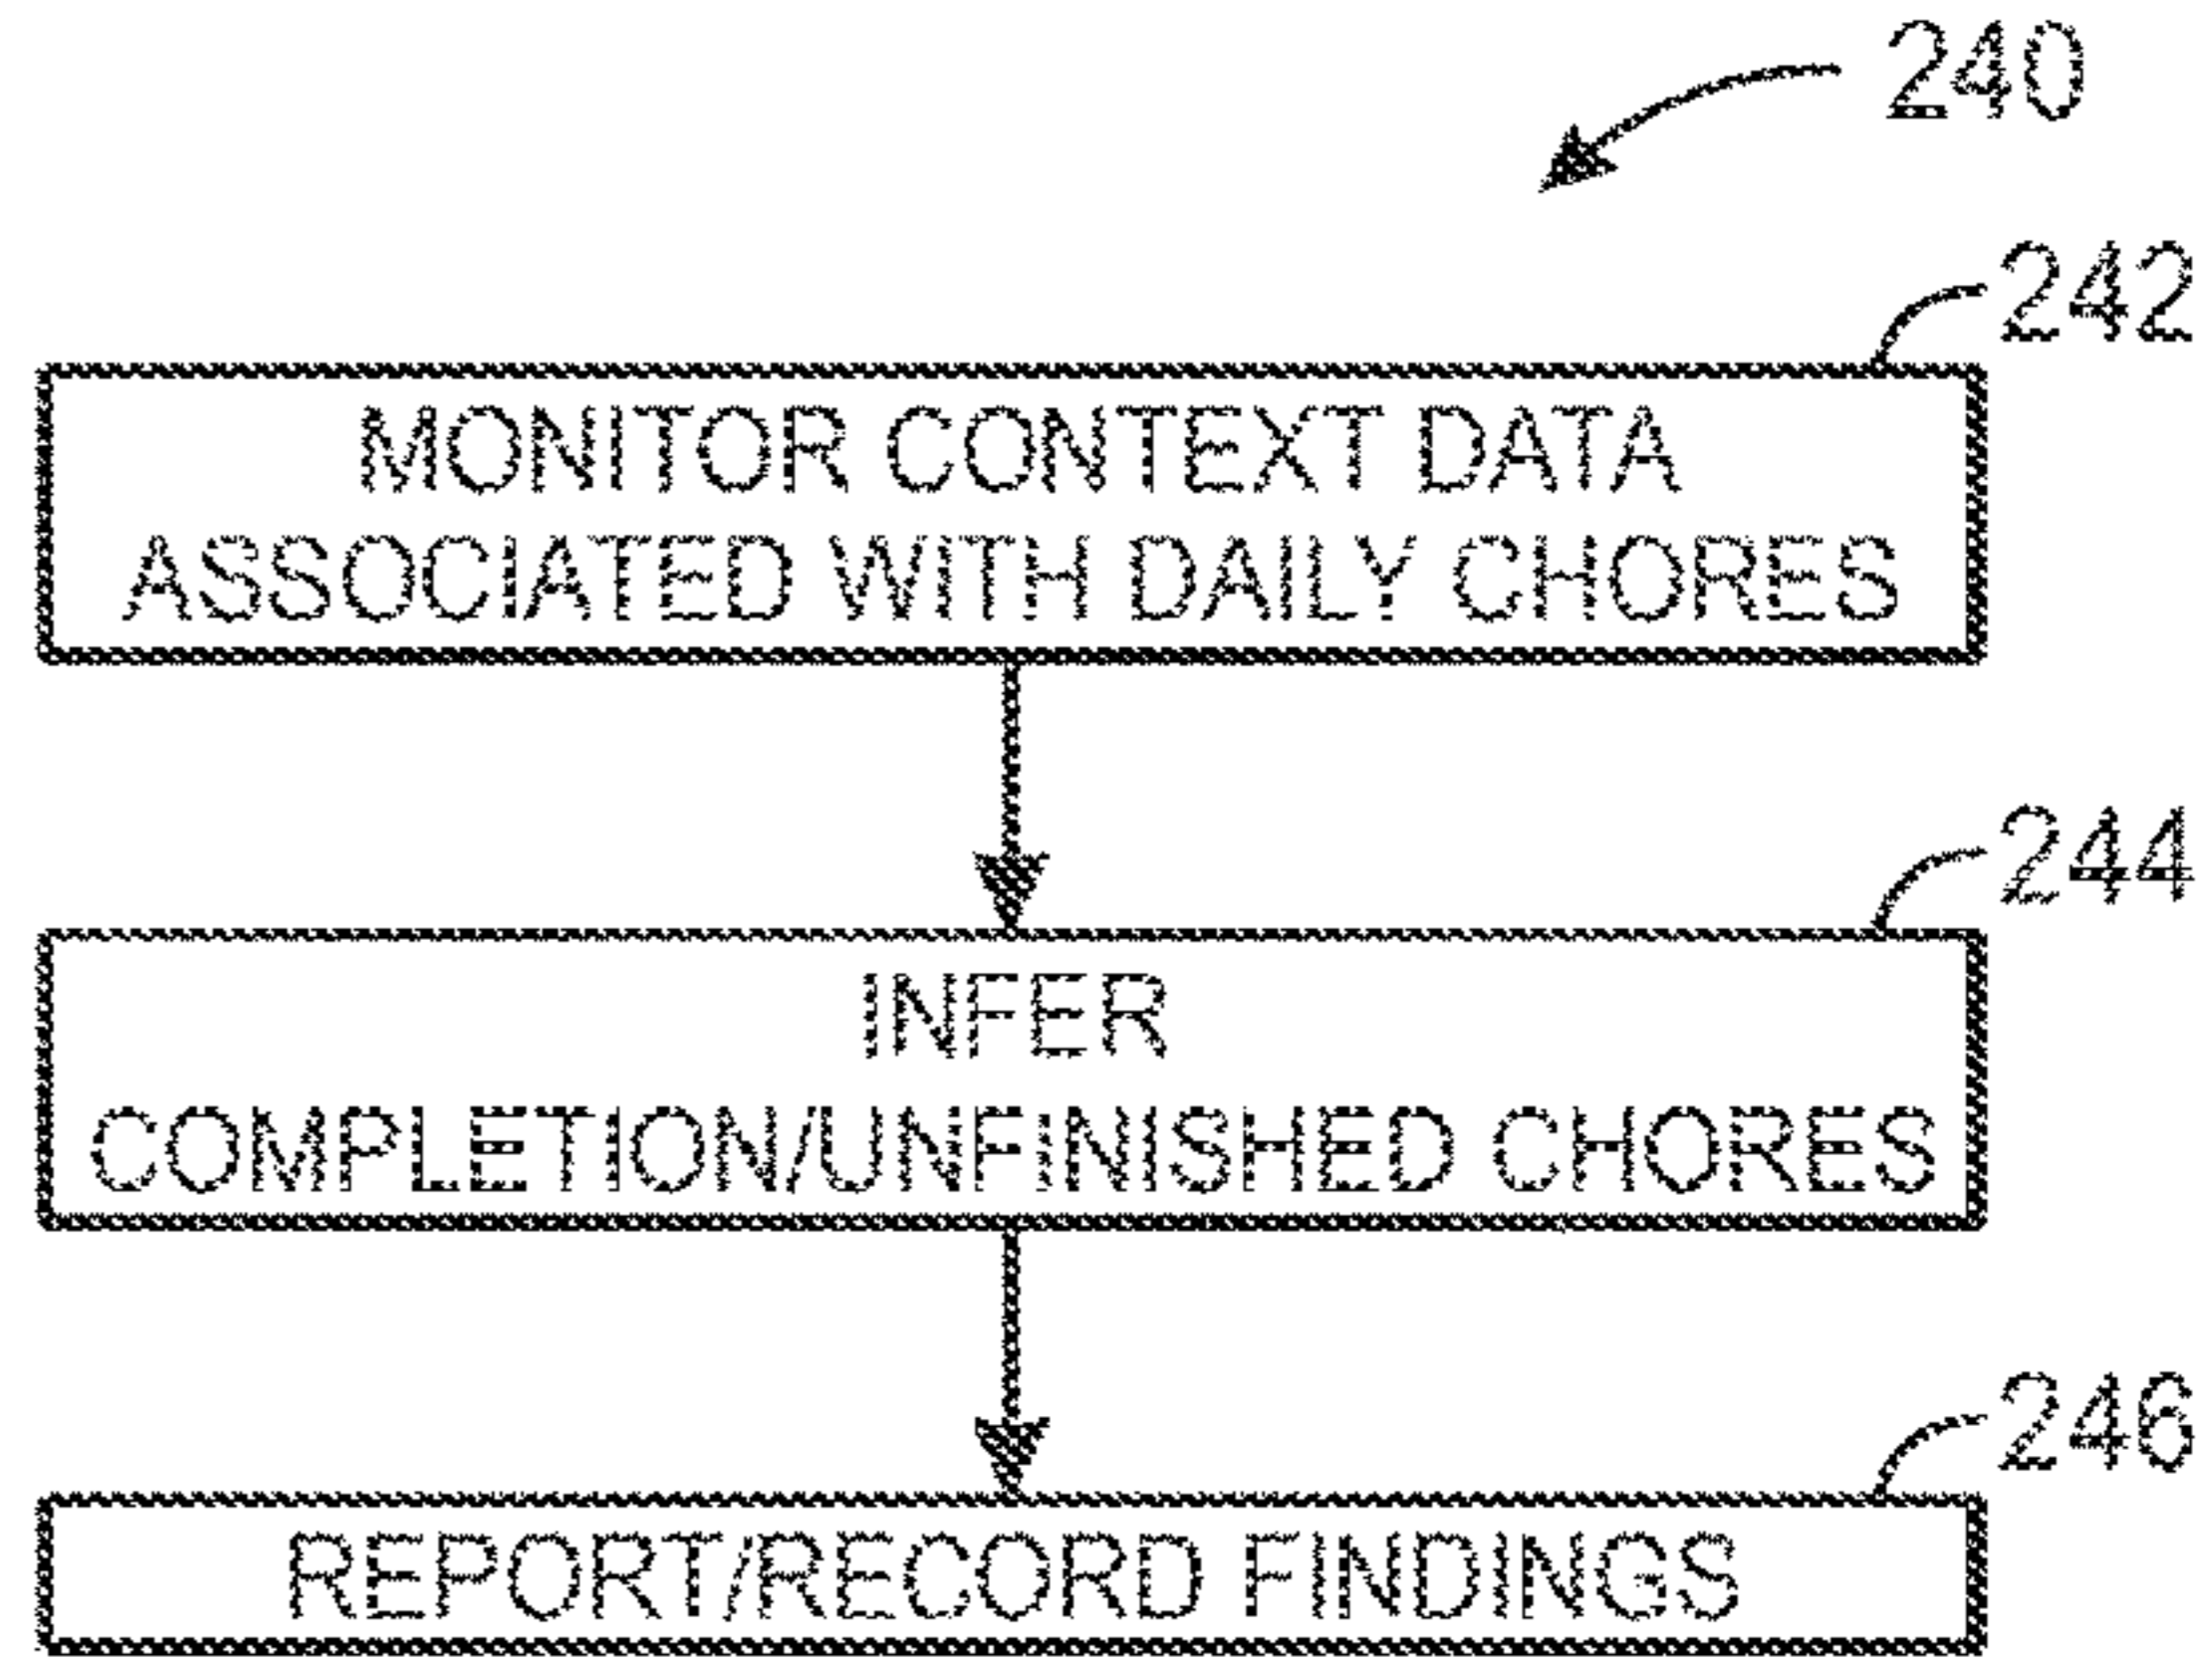 240
242
MONITOR CONTEXT DATA
ASSOCIATED WITH DAILY CHORES
244
INFER
COMPLETION/UNFINISHED CHORES
246
REPORT/RECORD FINDINGS